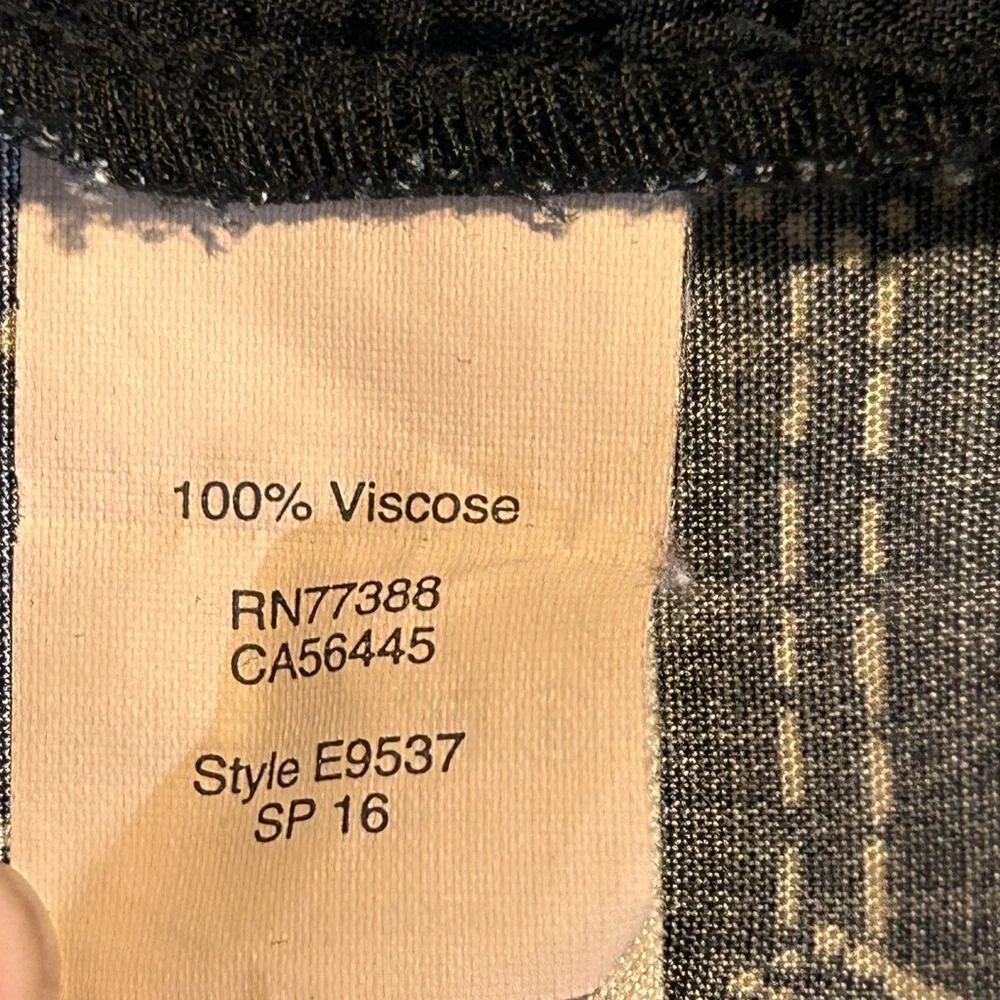 100% Viscose
RN77388
CA56445
Style E9537
SP 16